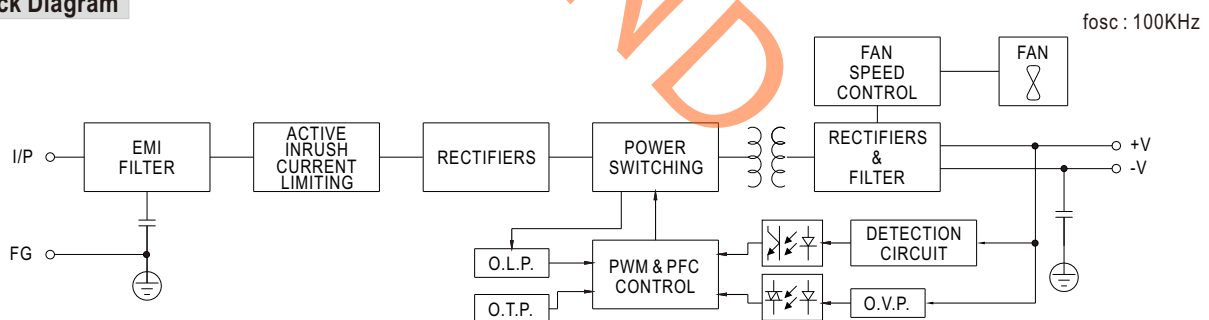 ck Diagram
fosc : 100KHz
FAN
SPEED
CONTROL
FAN
I/P
EMI
FILTER
ACTIVE
INRUSH
CURRENT
LIMITING
RECTIFIERS
POWER
SWITCHING
RECTIFIERS
&
FILTER
+V
-V
FG
O.L.P.
O.T.P.
PWM & PFC
CONTROL
DETECTION
CIRCUIT
O.V.P.
ND